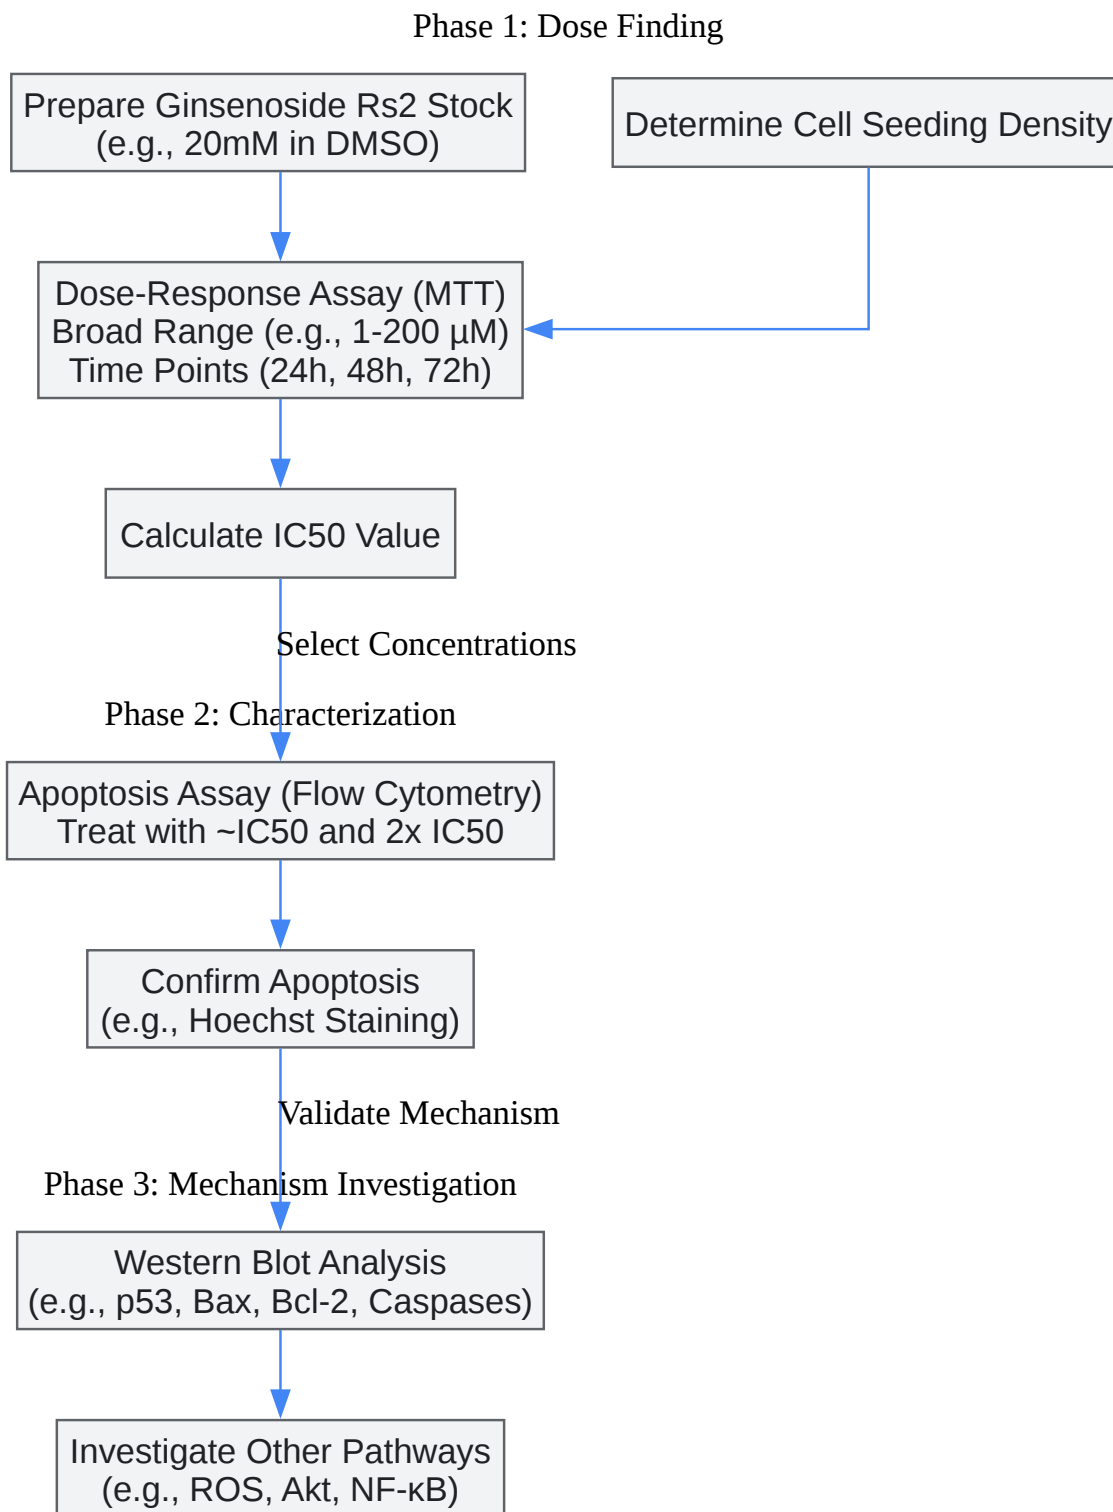 Phase 1: Dose Finding
Prepare Ginsenoside Rs2 Stock
(e.g., 20mM in DMSO)
Determine Cell Seeding Density
Dose-Response Assay (MTT)
Broad Range (e.g., 1-200 µM)
Time Points (24h, 48h, 72h)
Calculate IC50 Value
Select Concentrations
Phase 2: Characterization
Apoptosis Assay (Flow Cytometry)
Treat with ~IC50 and 2x IC50
Confirm Apoptosis
(e.g., Hoechst Staining)
Validate Mechanism
Phase 3: Mechanism Investigation
Western Blot Analysis
(e.g., p53, Bax, Bcl-2, Caspases)
Investigate Other Pathways
(e.g., ROS, Akt, NF-κB)